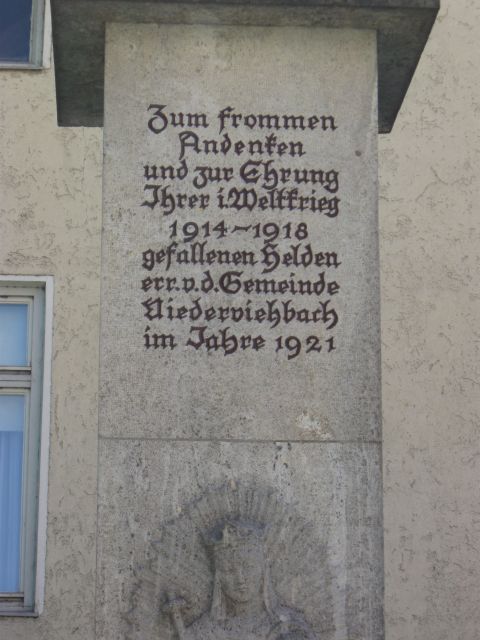 Zum frommen
Andenken
und zur Ehrung
Ihrer i. Weltkrieg
1914-1918
gefallenen Helden
err. v. d. Gemeinde
Niederviehbach
im Jahre 1921